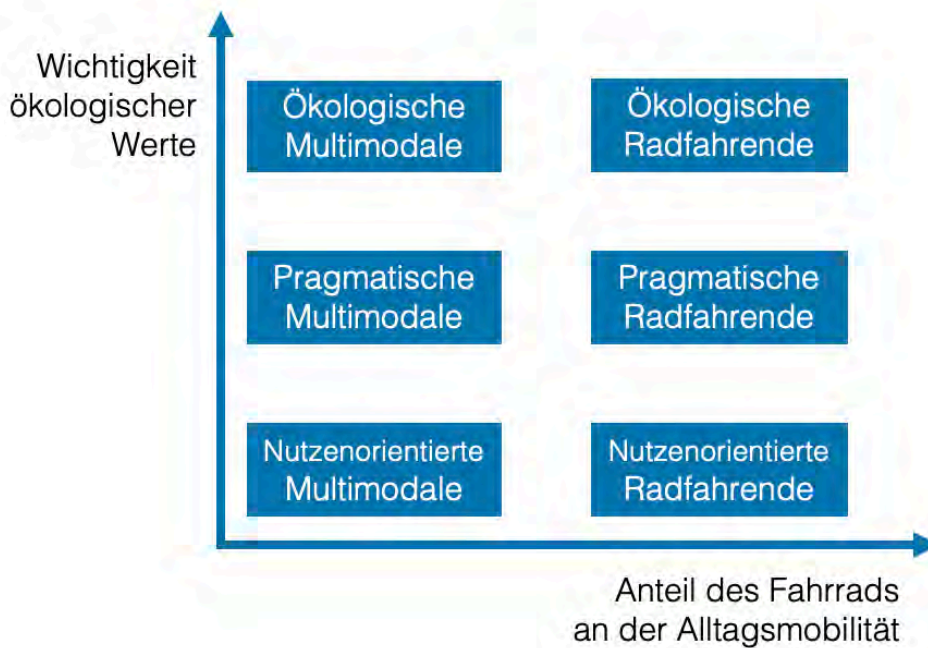 Wichtigkeit
ökologischer
Werte
Ökologische
Multimodale
Ökologische
Radfahrende
Pragmatische
Multimodale
Pragmatische
Radfahrende
Nutzenorientierte
Multimodale
Nutzenorientierte
Radfahrende
Anteil des Fahrrads
an der Alltagsmobilität